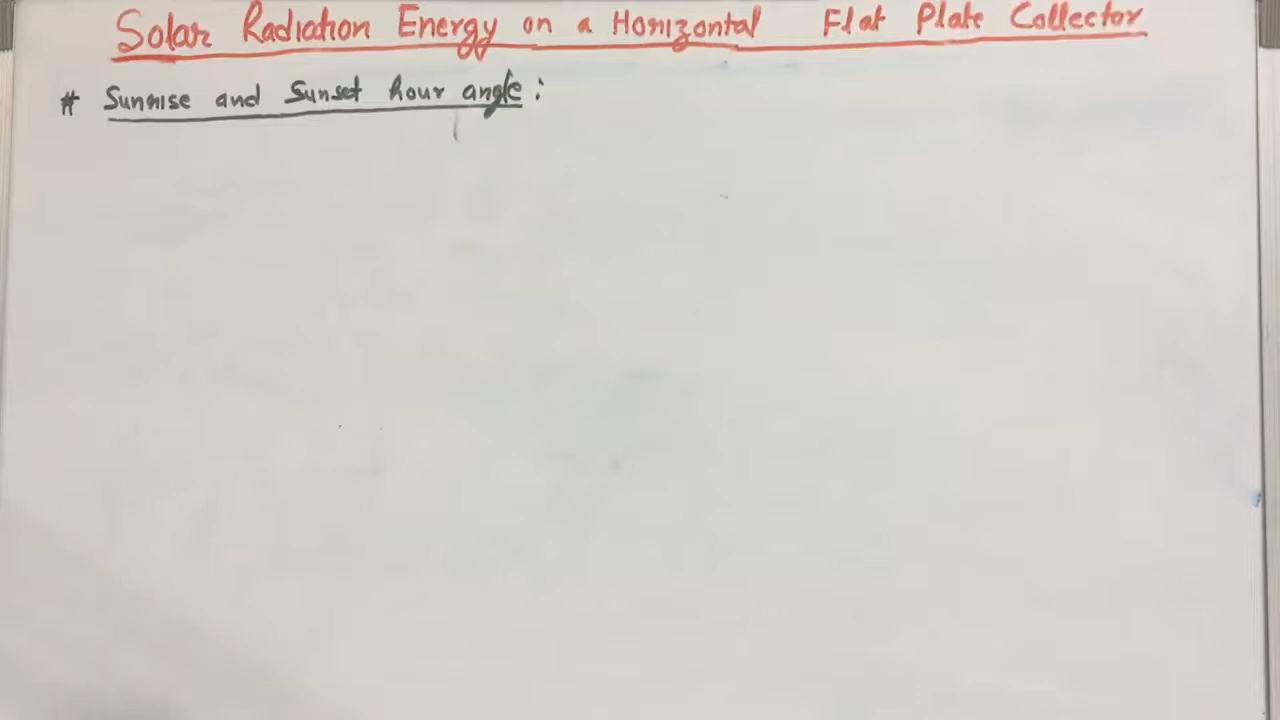 Solar Radiation Energy on a Horizontal Flat Plate Collector
# Sunrise and Sunset hour angle :